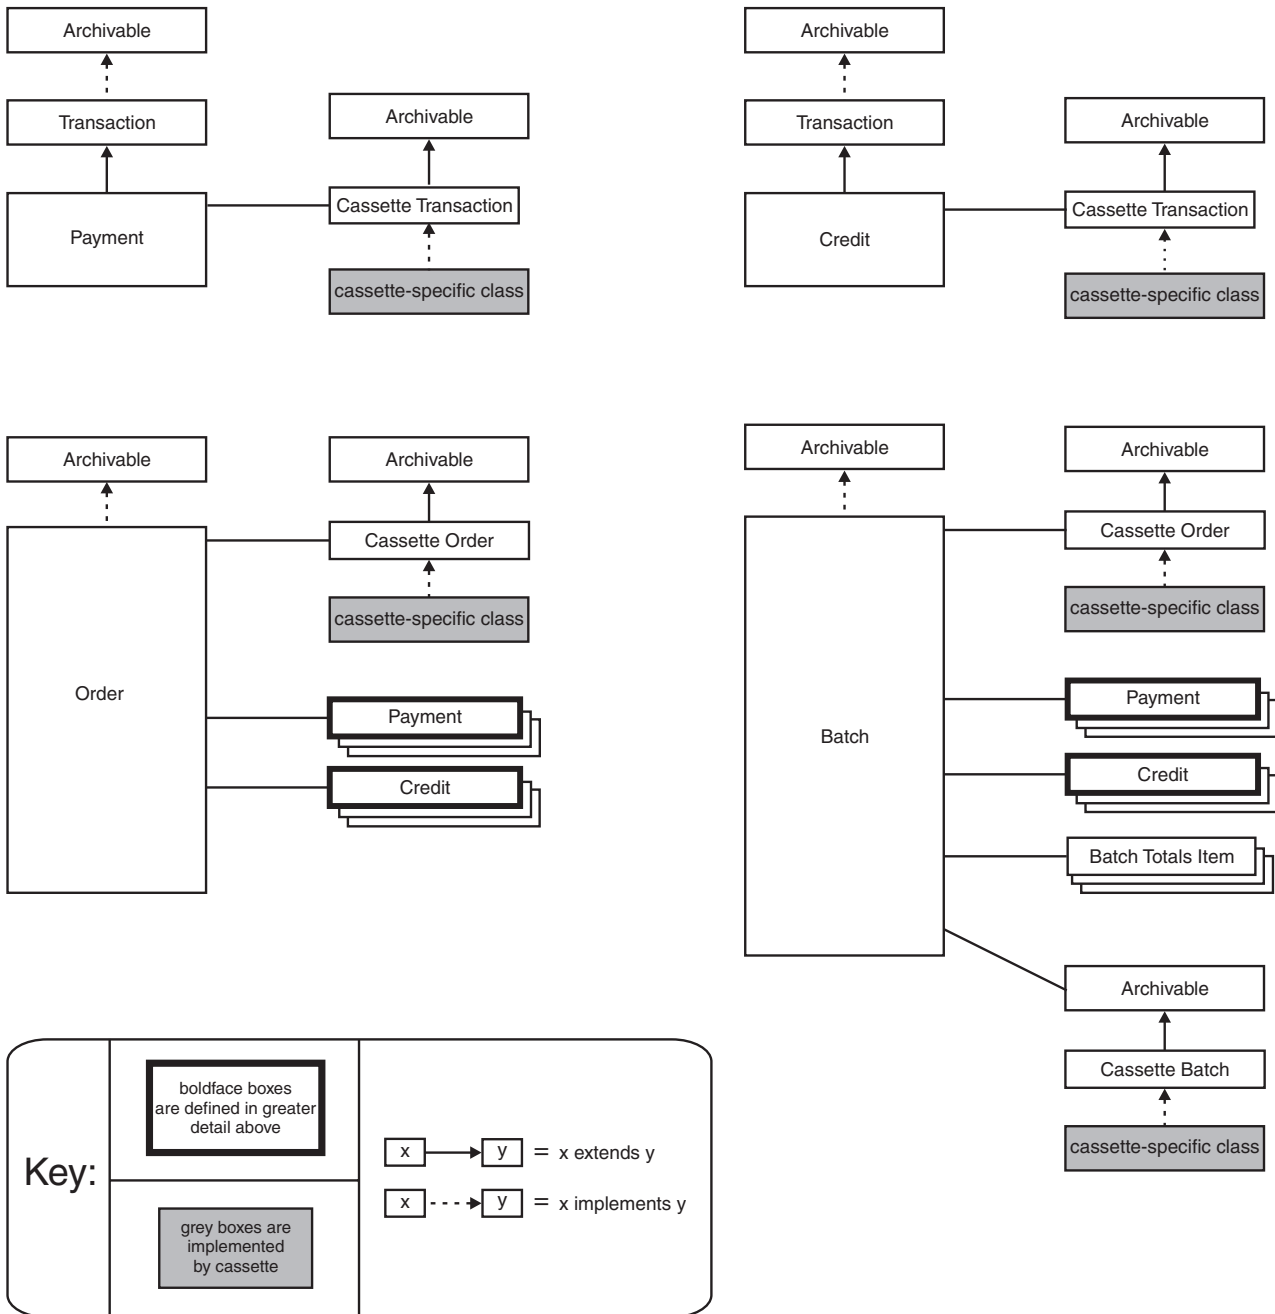 Archivable
Transaction
Payment
Archivable
Cassette Transaction
cassette-specific class
Archivable
Transaction
Credit
Archivable
Cassette Transaction
cassette-specific class
Archivable
Order
Archivable
Cassette Order
cassette-specific class
Payment
Credit
Archivable
Batch
Archivable
Cassette Order
cassette-specific class
Payment
Credit
Batch Totals Item
Archivable
Cassette Batch
cassette-specific class
Key:
boldface boxes
are defined in greater
detail above
grey boxes are
implemented
by cassette
x y = x extends y
x y = x implements y